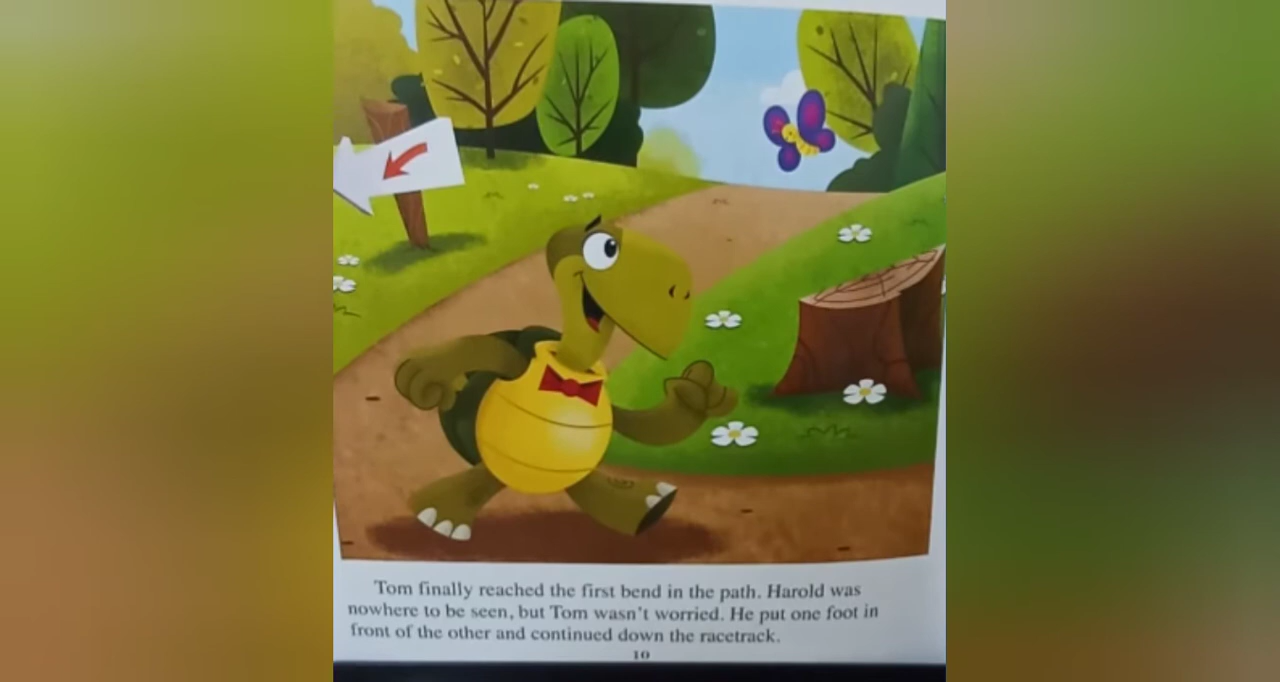 Tom finally reached the first bend in the path. Harold was
nowhere to be seen, but Tom wasn't worried. He put one foot in
front of the other and continued down the racetrack.
10